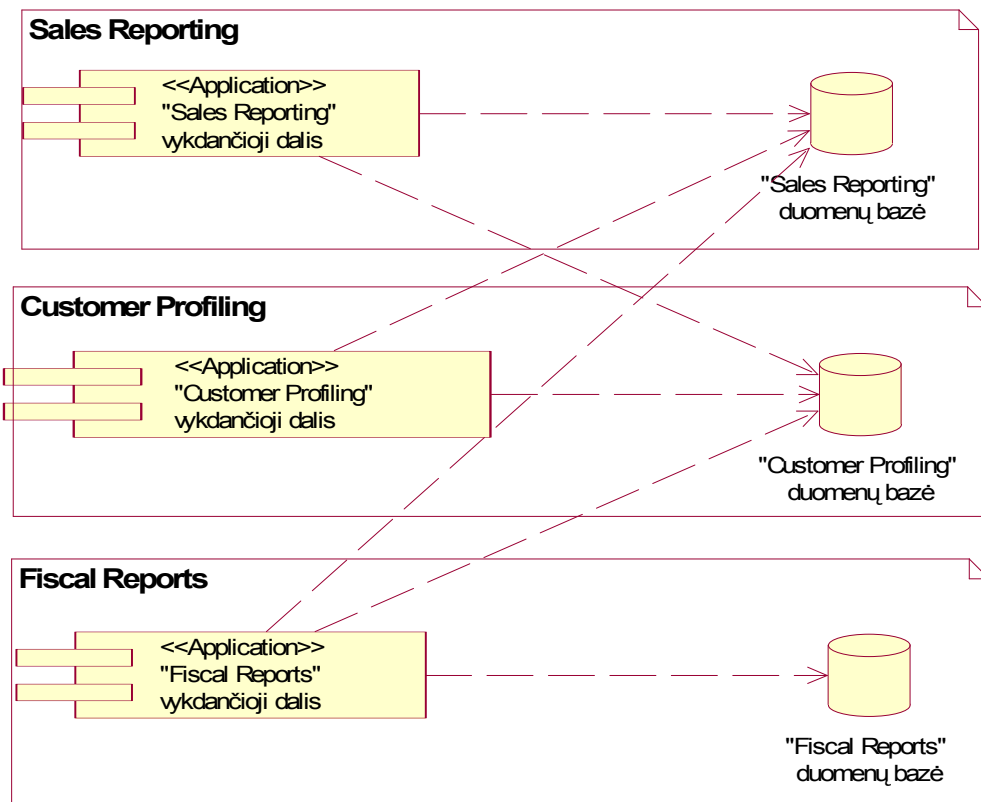 Sales Reporting
<<Application>>
"Sales Reporting"
vykdančioji dalis
"Sales Reporting"
duomenų bazė
Customer Profiling
<<Application>>
"Customer Profiling"
vykdančioji dalis
"Customer Profiling"
duomenų bazė
Fiscal Reports
<<Application>>
"Fiscal Reports"
vykdančioji dalis
"Fiscal Reports"
duomenų bazė